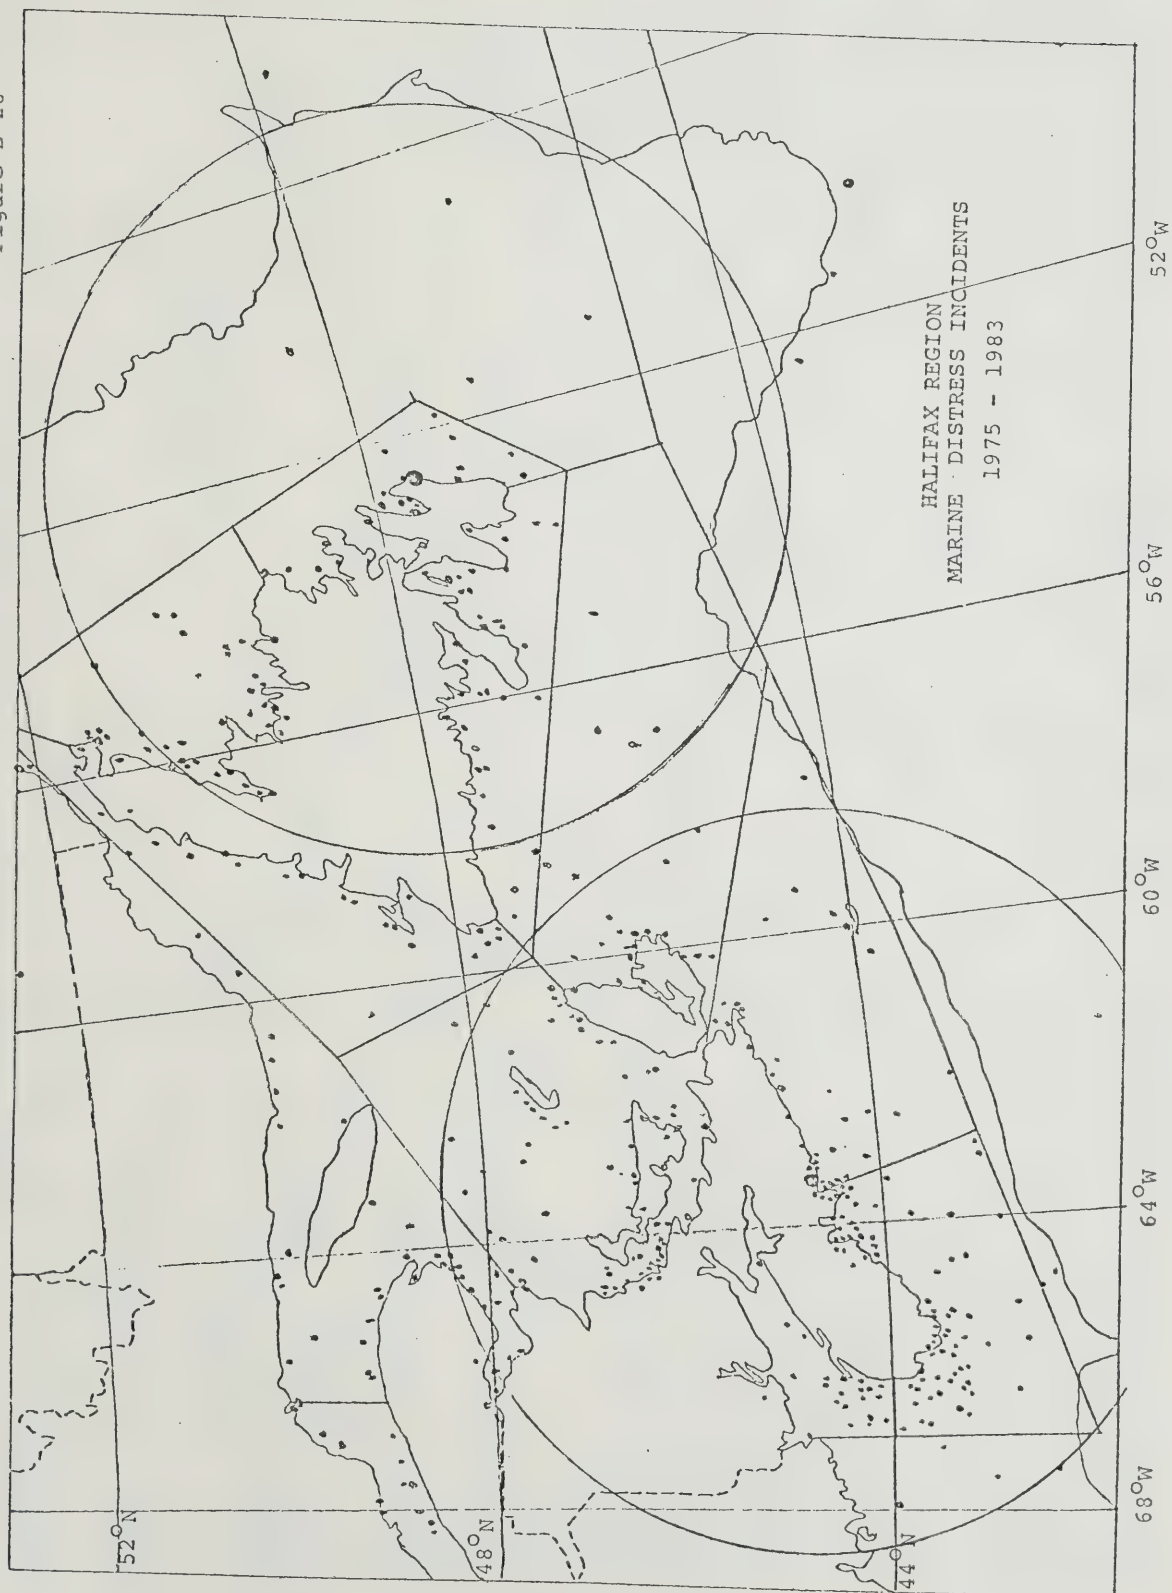 HALIFAX REGION
MARINE · DISTRESS INCIDENTS
1975 - 1983
52°N
48°N
44°N
68°W
64°W
60°W
56°W
52°W